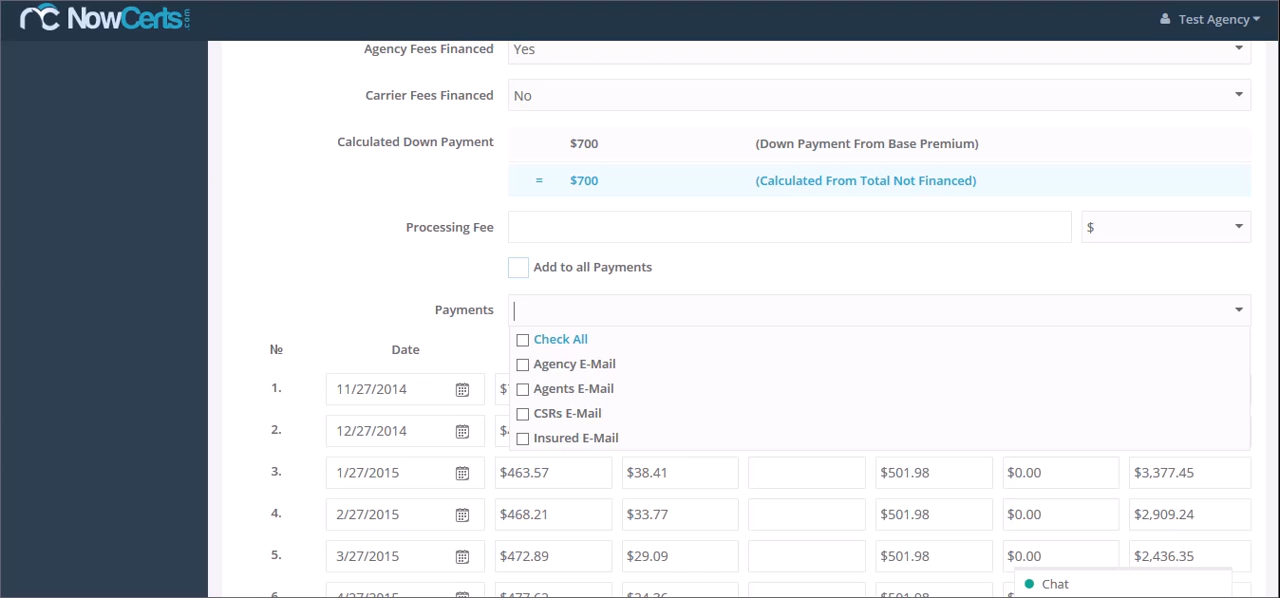 NowCerts.com
Test Agency
Agency Fees Financed Yes
Carrier Fees Financed No
Calculated Down Payment $700 (Down Payment From Base Premium)
= $700 (Calculated From Total Not Financed)
Processing Fee $
Add to all Payments
Payments
Check All
Agency E-Mail
Agents E-Mail
CSRs E-Mail
Insured E-Mail
№ Date
1. 11/27/2014
2. 12/27/2014
3. 1/27/2015 $463.57 $38.41 $501.98 $0.00 $3,377.45
4. 2/27/2015 $468.21 $33.77 $501.98 $0.00 $2,909.24
5. 3/27/2015 $472.89 $29.09 $501.98 $0.00 $2,436.35
Chat